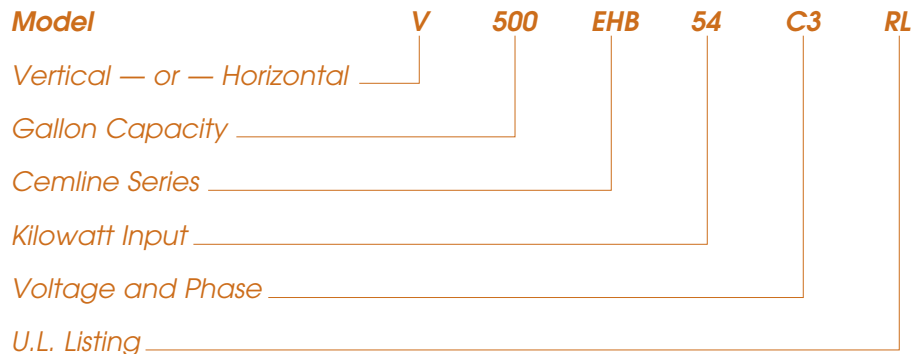 Model V 500 EHB 54 C3 RL
Vertical — or — Horizontal
Gallon Capacity
Cemline Series
Kilowatt Input
Voltage and Phase
U.L. Listing